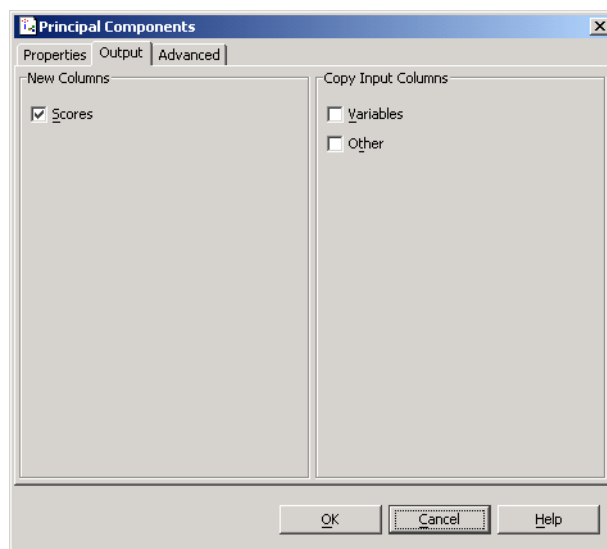 Principal Components
Properties Output Advanced
New Columns
Scores
Copy Input Columns
Variables
Other
OK Cancel Help